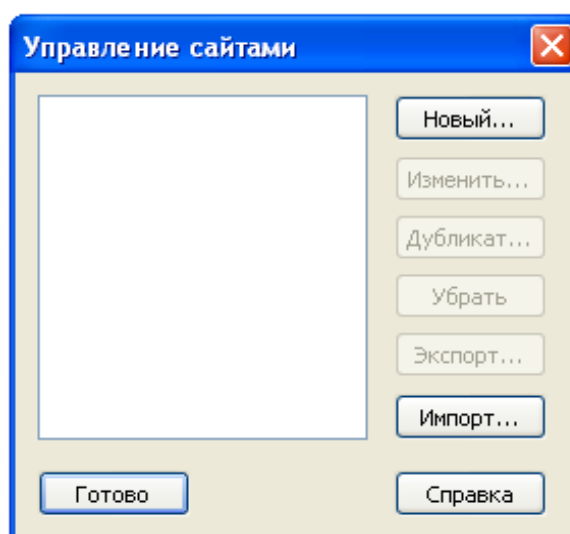 Управление сайтами
Новый...
Изменить...
Дубликат...
Убрать
Экспорт...
Импорт...
Готово
Справка